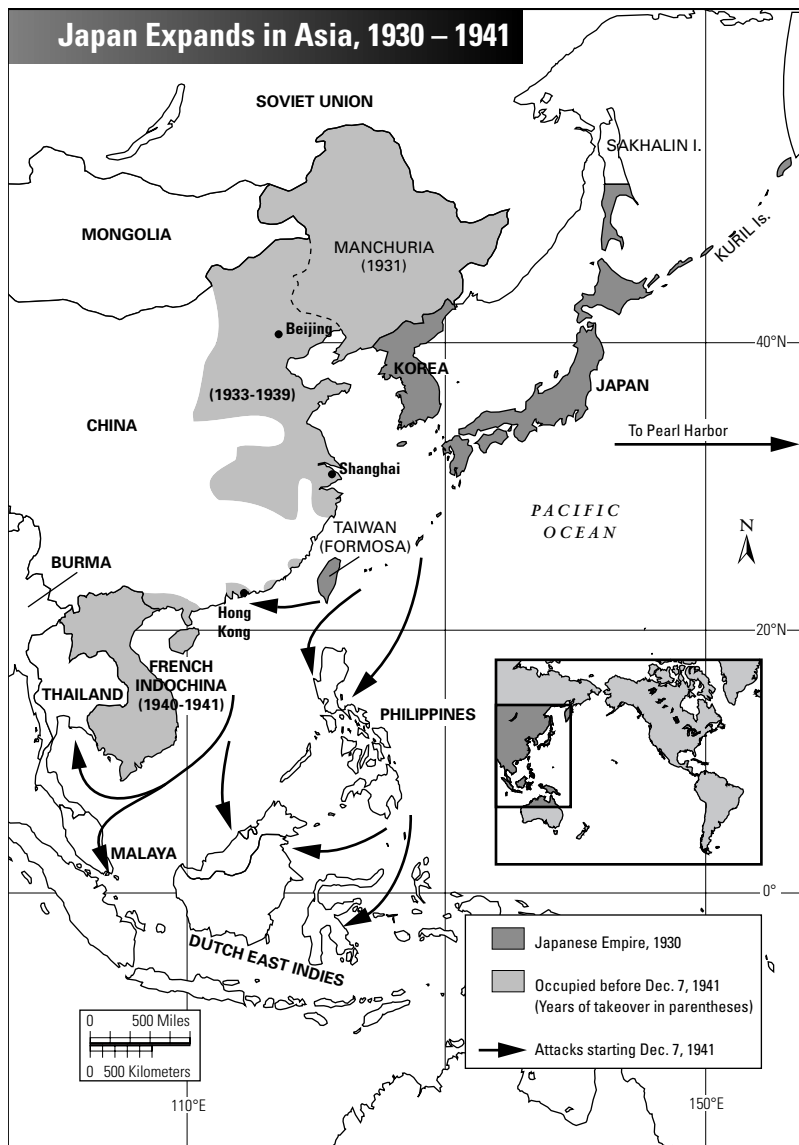 Japan Expands in Asia, 1930 – 1941
SOVIET UNION
SAKHALIN I.
MONGOLIA
MANCHURIA
(1931)
KURIL Is.
Beijing
40°N
KOREA
JAPAN
(1933-1939)
CHINA
To Pearl Harbor
Shanghai
PACIFIC
OCEAN
N
TAIWAN
(FORMOSA)
BURMA
Hong
Kong
20°N
FRENCH
INDOCHINA
(1940-1941)
THAILAND
PHILIPPINES
MALAYA
0°
DUTCH EAST INDIES
Japanese Empire, 1930
Occupied before Dec. 7, 1941
(Years of takeover in parentheses)
Attacks starting Dec. 7, 1941
0 500 Miles
0 500 Kilometers
110°E
150°E